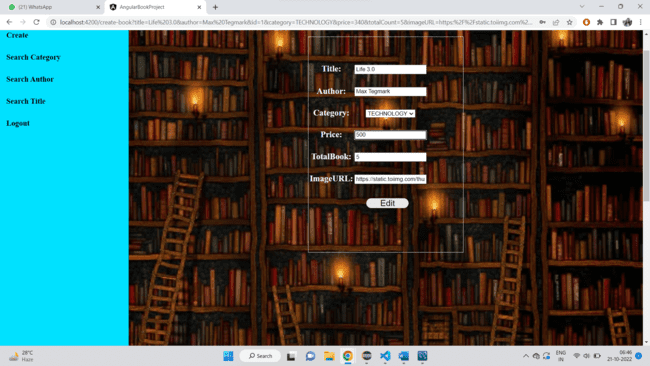 (21) WhatsApp
AngularBookProject
localhost:4200/create-book?title=Life%203.0&author=Max%20Tegmark&id=1&category=TECHNOLOGY&price=340&totalCount=5&imageURL=https:%2F%2Fstatic.toiimg.com%2...
Create
Search Category
Search Author
Search Title
Logout
Title: Life 3.0
Author: Max Tegmark
Category: TECHNOLOGY
Price: 500
TotalBook: 5
ImageURL: https://static.toiimg.com/thu
Edit
28°C
Haze
Search
ENG
IN
06:46
21-10-2022